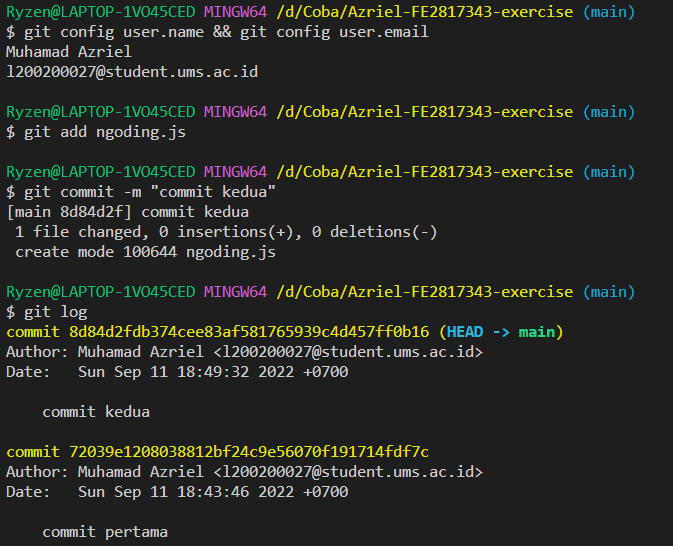 Ryzen@LAPTOP-1VO45CED MINGW64 /d/Coba/Azriel-FE2817343-exercise (main)
$ git config user.name && git config user.email
Muhamad Azriel
l200200027@student.ums.ac.id
Ryzen@LAPTOP-1VO45CED MINGW64 /d/Coba/Azriel-FE2817343-exercise (main)
$ git add ngoding.js
Ryzen@LAPTOP-1VO45CED MINGW64 /d/Coba/Azriel-FE2817343-exercise (main)
$ git commit -m "commit kedua"
[main 8d84d2f] commit kedua
 1 file changed, 0 insertions(+), 0 deletions(-)
 create mode 100644 ngoding.js
Ryzen@LAPTOP-1VO45CED MINGW64 /d/Coba/Azriel-FE2817343-exercise (main)
$ git log
commit 8d84d2fdb374cee83af581765939c4d457ff0b16 (HEAD -> main)
Author: Muhamad Azriel <l200200027@student.ums.ac.id>
Date:   Sun Sep 11 18:49:32 2022 +0700
    commit kedua
commit 72039e1208038812bf24c9e56070f191714fdf7c
Author: Muhamad Azriel <l200200027@student.ums.ac.id>
Date:   Sun Sep 11 18:43:46 2022 +0700
    commit pertama